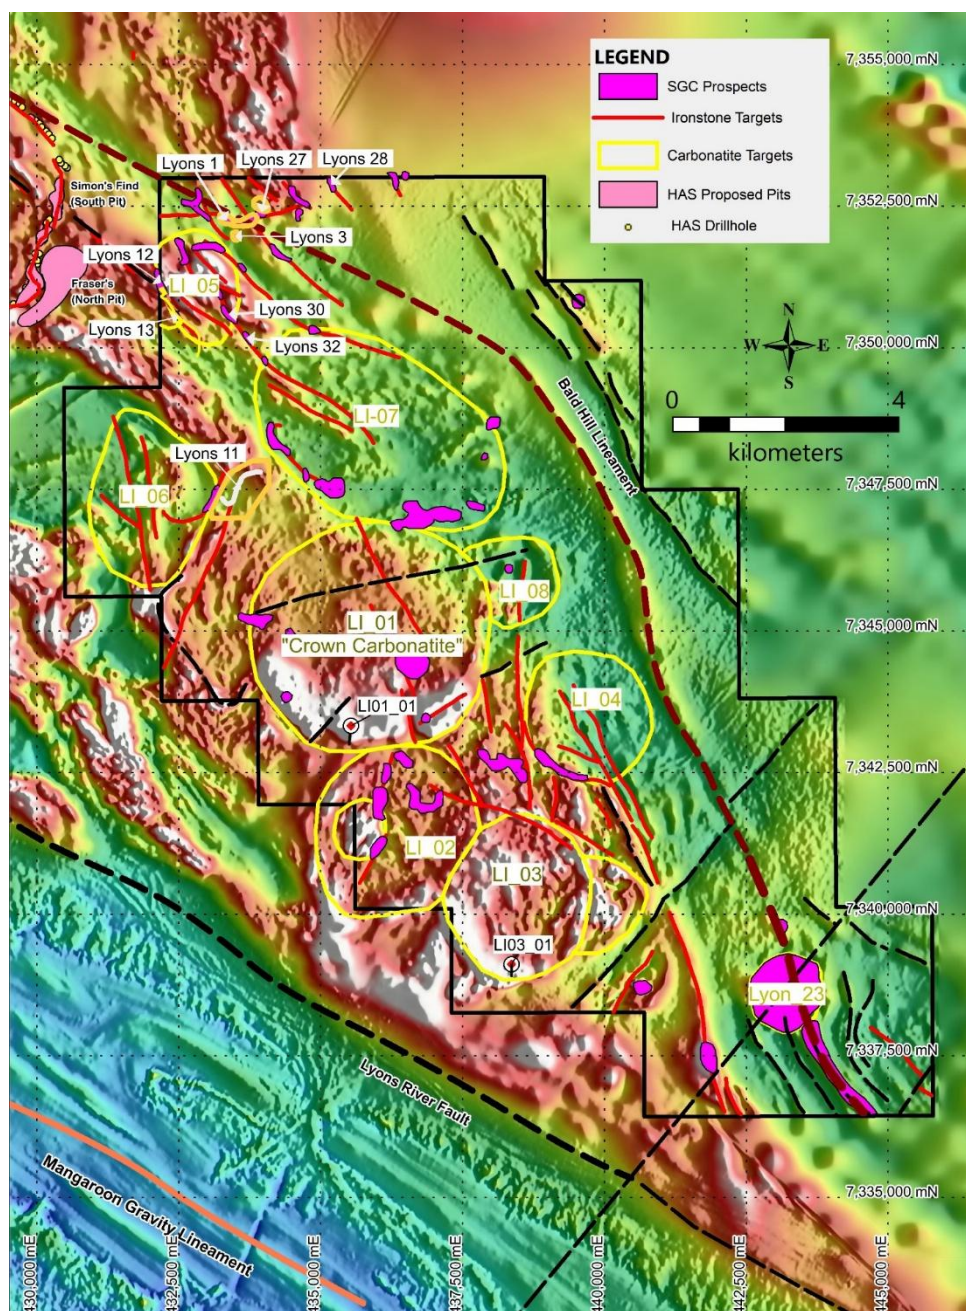 7,355,000 mN
LEGEND
SGC Prospects
Ironstone Targets
Carbonatite Targets
HAS Proposed Pits
HAS Drillhole
Lyons 1
Lyons 27
Lyons 28
Simon's Find
(South Pit)
7,352,500 mN
Lyons 3
Lyons 12
LI_05
Fraser's
(North Pit)
Lyons 30
Lyons 13
Lyons 32
N
W
E
S
7,350,000 mN
0
4
kilometers
Bald Hill Lineament
LI-07
Lyons 11
LI_06
7,347,500 mN
LI_08
LI_01
"Crown Carbonatite"
7,345,000 mN
LI01_01
LI_04
7,342,500 mN
LI_02
LI_03
7,340,000 mN
LI03_01
Lyon_23
7,337,500 mN
Lyons River Fault
Mangaroon Gravity Lineament
7,335,000 mN
430,000 mE
432,500 mE
435,000 mE
437,500 mE
440,000 mE
442,500 mE
445,000 mE